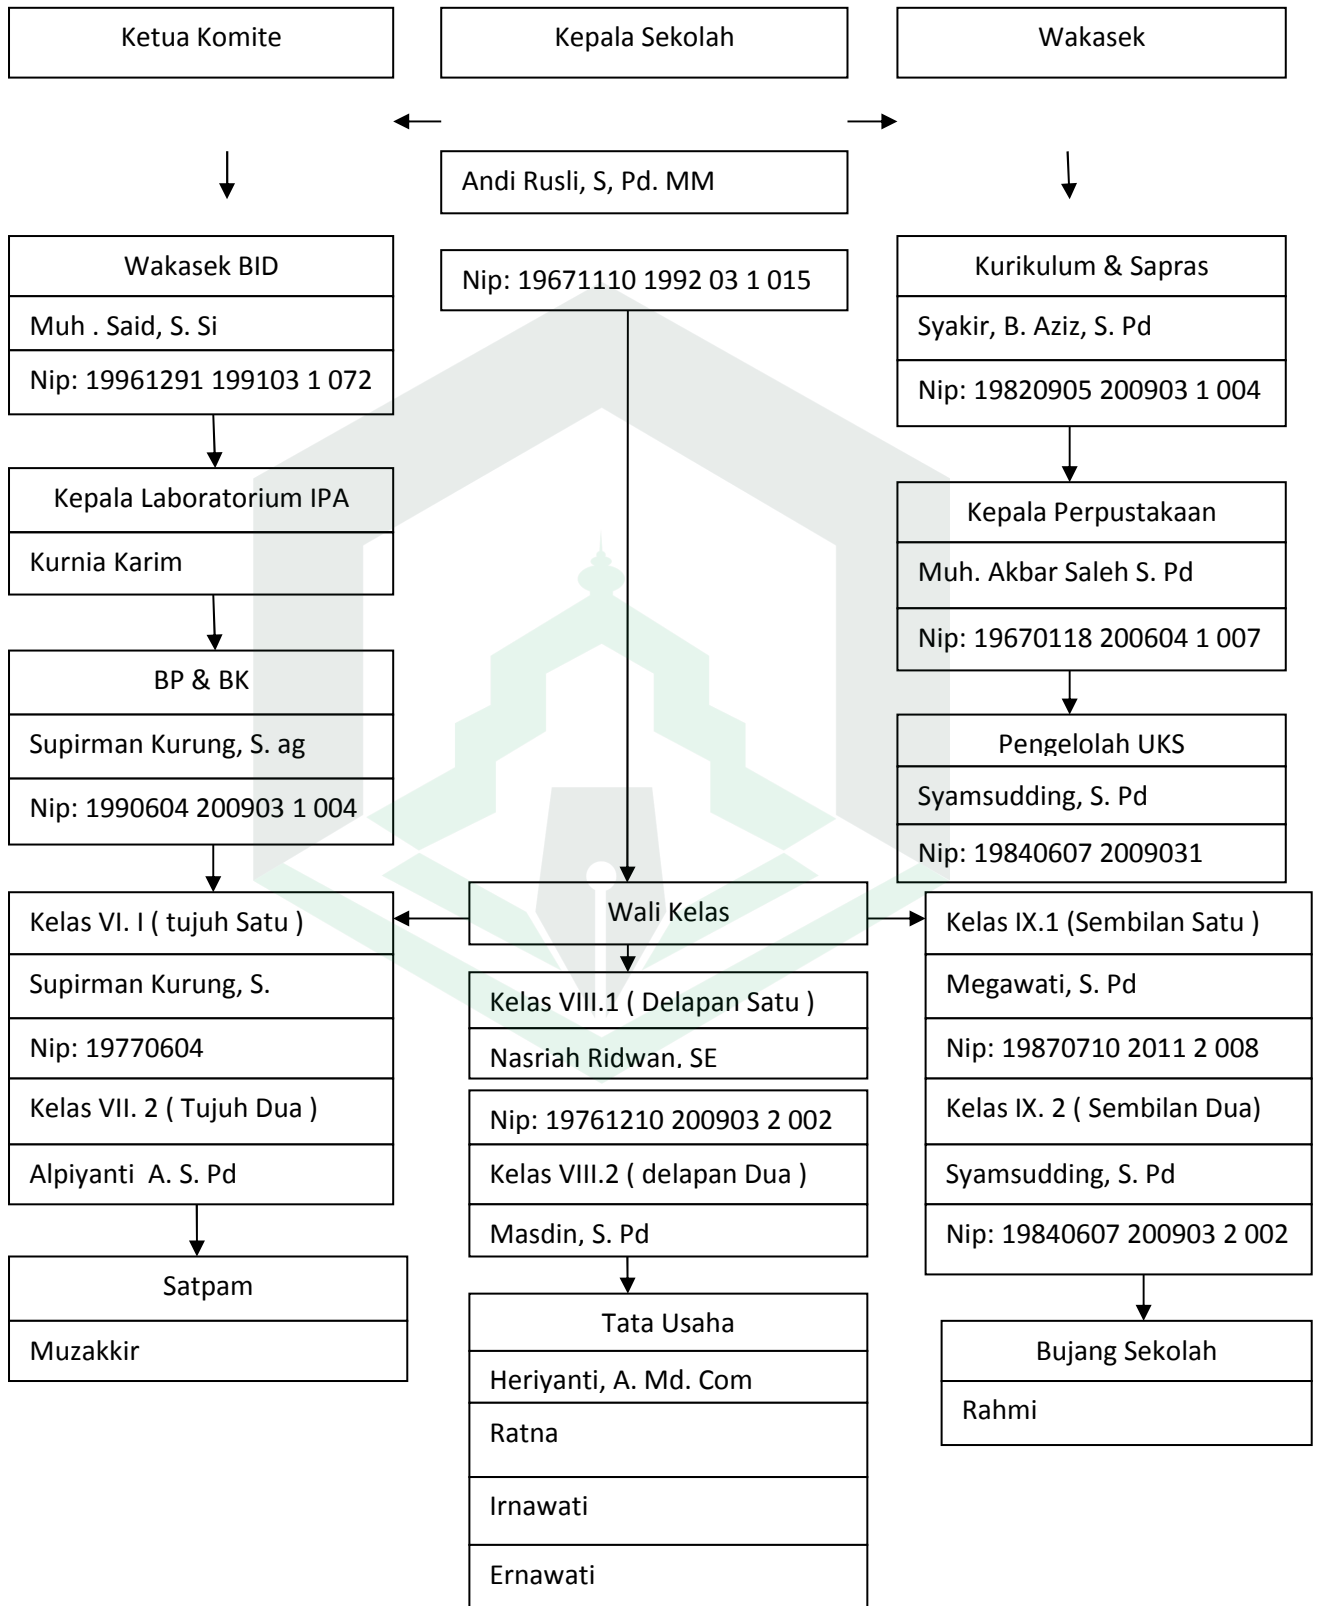 Ketua Komite
Kepala Sekolah
Wakasek
Andi Rusli, S, Pd. MM
Nip: 19671110 1992 03 1 015
Wakasek BID
Muh . Said, S. Si
Nip: 19961291 199103 1 072
Kurikulum & Sapras
Syakir, B. Aziz, S. Pd
Nip: 19820905 200903 1 004
Kepala Laboratorium IPA
Kurnia Karim
Kepala Perpustakaan
Muh. Akbar Saleh S. Pd
Nip: 19670118 200604 1 007
BP & BK
Supirman Kurung, S. ag
Nip: 1990604 200903 1 004
Pengelolah UKS
Syamsudding, S. Pd
Nip: 19840607 2009031
Wali Kelas
Kelas VI. I ( tujuh Satu )
Supirman Kurung, S.
Nip: 19770604
Kelas VII. 2 ( Tujuh Dua )
Alpiyanti  A. S. Pd
Kelas VIII.1 ( Delapan Satu )
Nasriah Ridwan, SE
Nip: 19761210 200903 2 002
Kelas VIII.2 ( delapan Dua )
Masdin, S. Pd
Kelas IX.1 (Sembilan Satu )
Megawati, S. Pd
Nip: 19870710 2011 2 008
Kelas IX. 2 ( Sembilan Dua)
Syamsudding, S. Pd
Nip: 19840607 200903 2 002
Satpam
Muzakkir
Tata Usaha
Heriyanti, A. Md. Com
Ratna
Irnawati
Ernawati
Bujang Sekolah
Rahmi